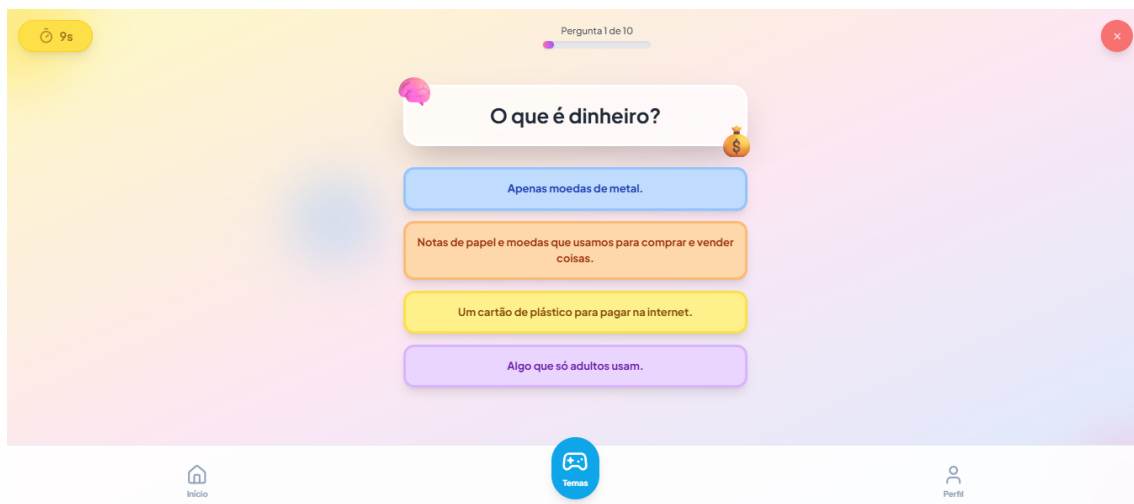 9s
Pergunta 1 de 10
×
O que é dinheiro?
$
Apenas moedas de metal.
Notas de papel e moedas que usamos para comprar e vender
coisas.
Um cartão de plástico para pagar na internet.
Algo que só adultos usam.
Início
Temas
Perfil